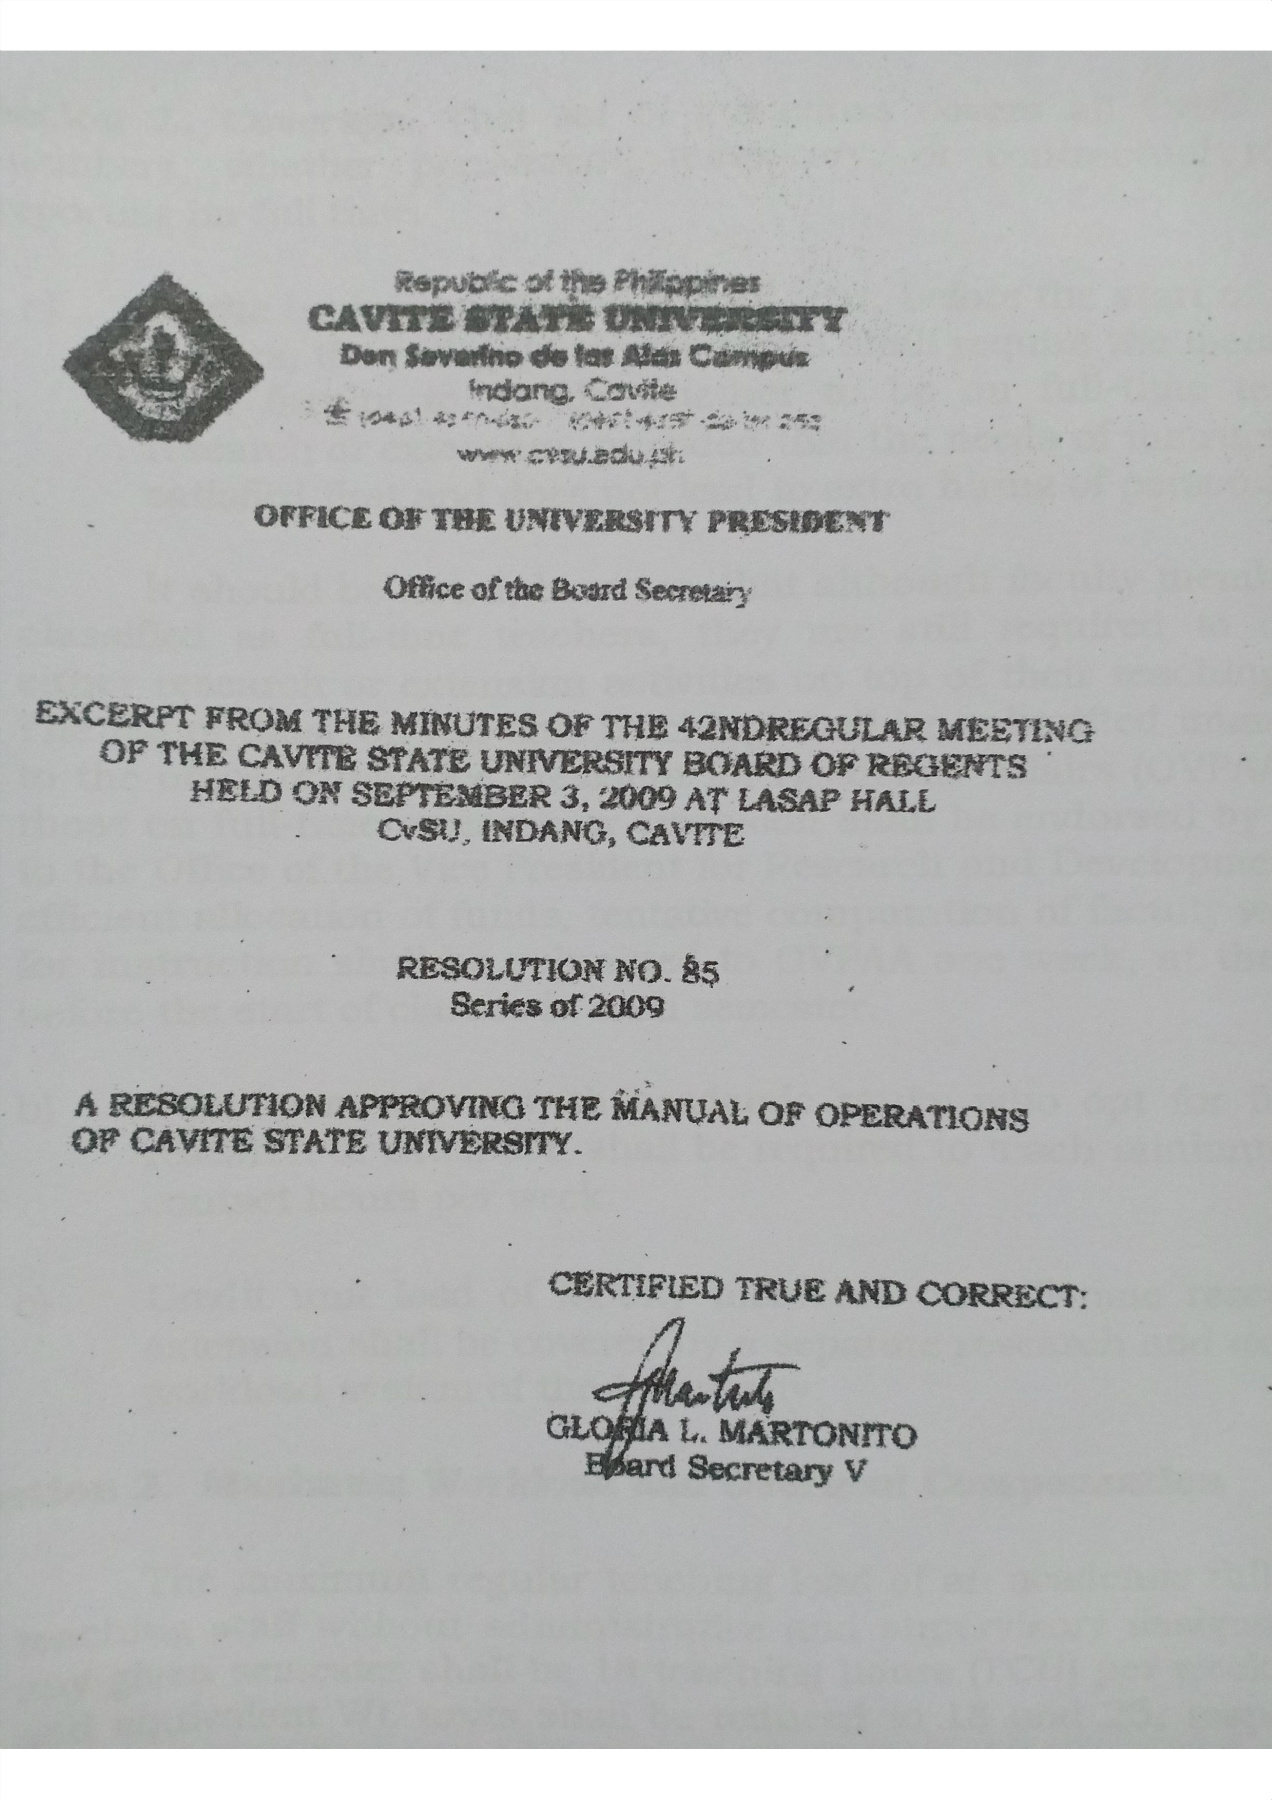 Republic of the Philippines
CAVITE STATE UNIVERSITY
Don Severino de las Alas Campus
Indang, Cavite
www.cvsu.edu.ph
OFFICE OF THE UNIVERSITY PRESIDENT
Office of the Board Secretary
EXCERPT FROM THE MINUTES OF THE 42NDREGULAR MEETING
OF THE CAVITE STATE UNIVERSITY BOARD OF REGENTS
HELD ON SEPTEMBER 3, 2009 AT LASAP HALL
CvSU, INDANG, CAVITE
RESOLUTION NO. 85
Series of 2009
A RESOLUTION APPROVING THE MANUAL OF OPERATIONS
OF CAVITE STATE UNIVERSITY.
CERTIFIED TRUE AND CORRECT:
GLORIA L. MARTONITO
Board Secretary V